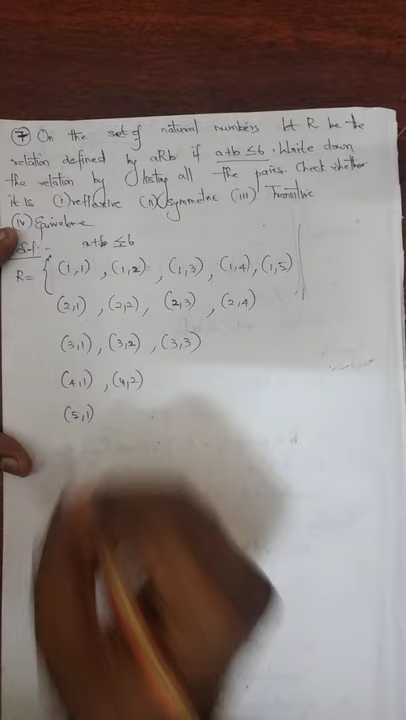 ⑦ On the set of natural numbers let R be the
relation defined by aRb if a+b ≤ 6. Write down
the relation by listing all the pairs. Check whether
it is (i) reflexive (ii) symmetric (iii) Transitive
(iv) Equivalence
Sol:- a+b ≤ 6
R = { (1,1) , (1,2) , (1,3) , (1,4), (1,5)
(2,1) , (2,2), (2,3) , (2,4)
(3,1), (3,2) , (3,3)
(4,1) , (4,2)
(5,1)